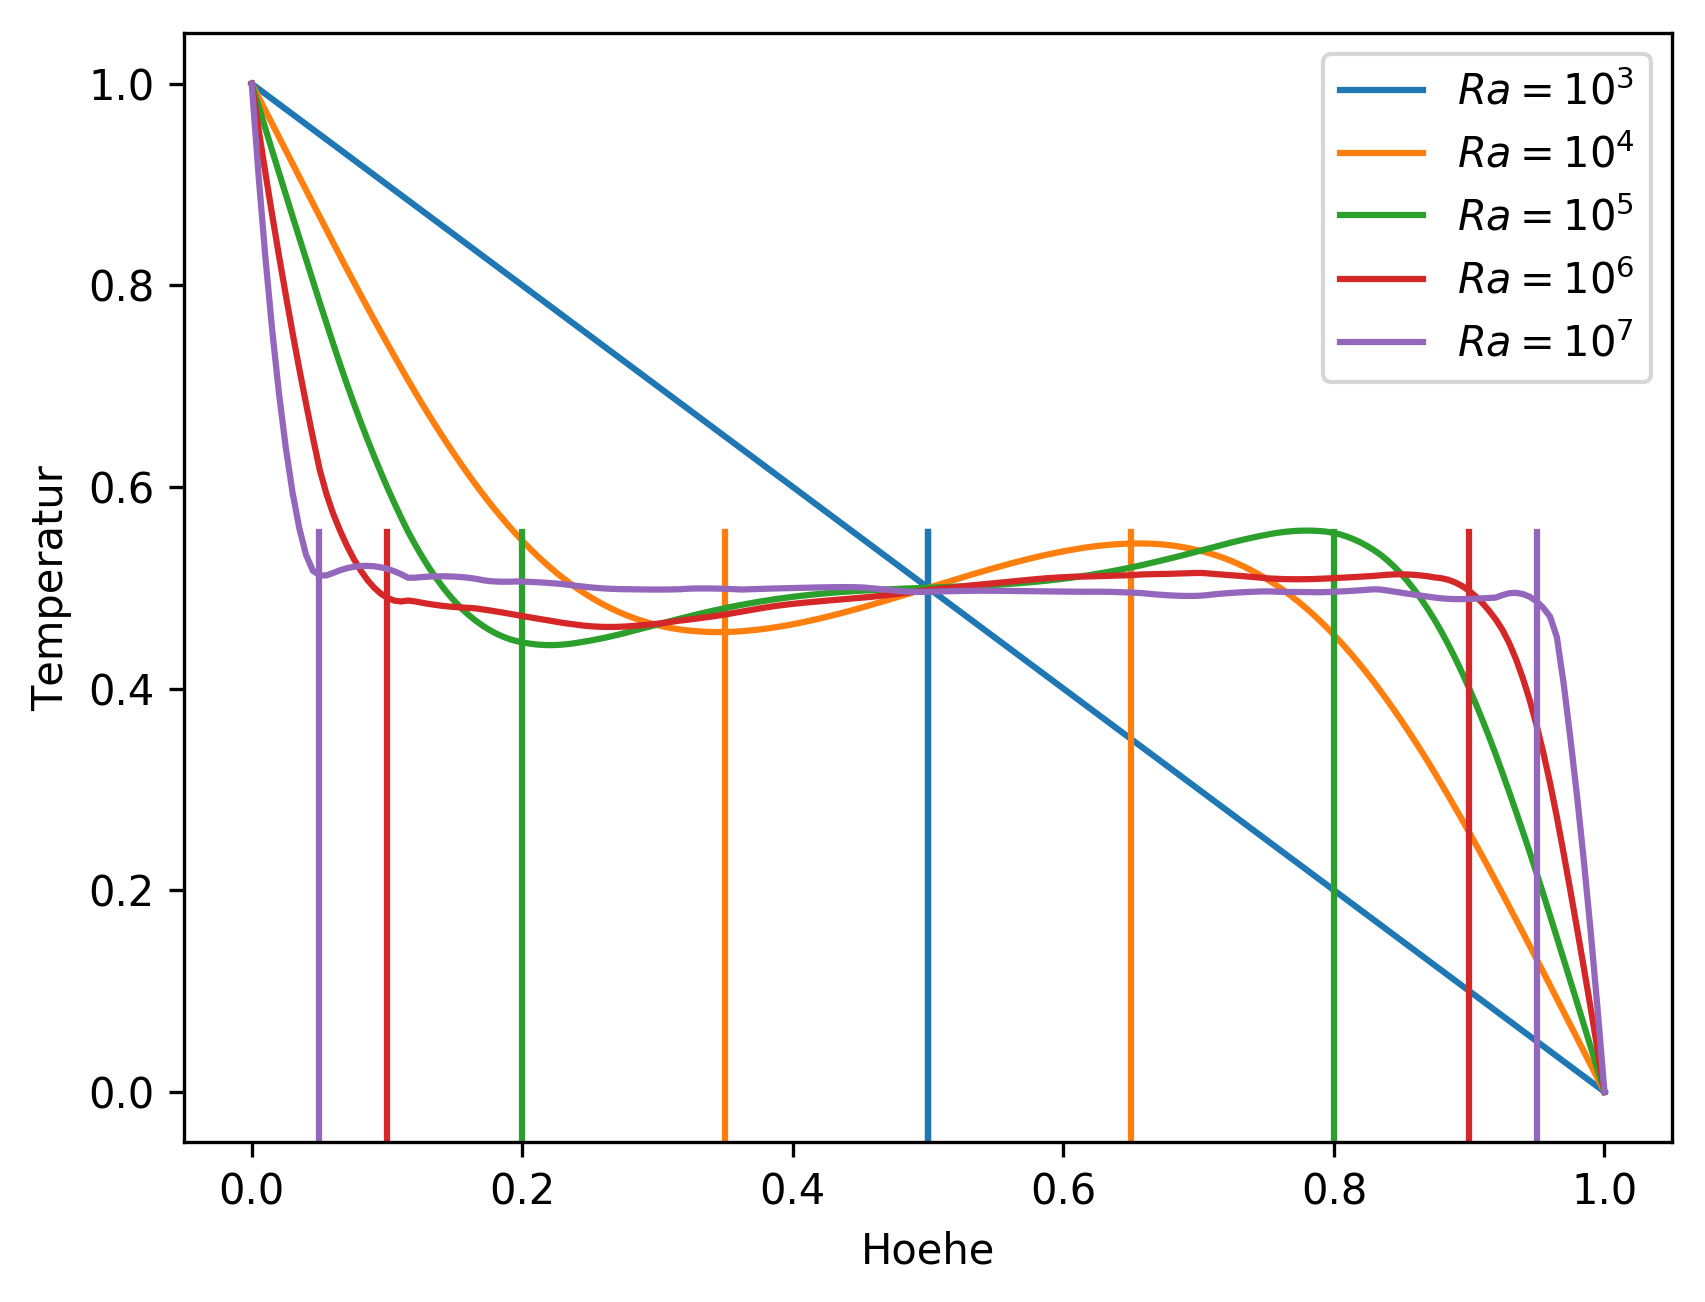 1.0
0.8
0.6
0.4
0.2
0.0
Temperatur
Ra = 10³
Ra = 10⁴
Ra = 10⁵
Ra = 10⁶
Ra = 10⁷
0.0 0.2 0.4 0.6 0.8 1.0
Hoehe